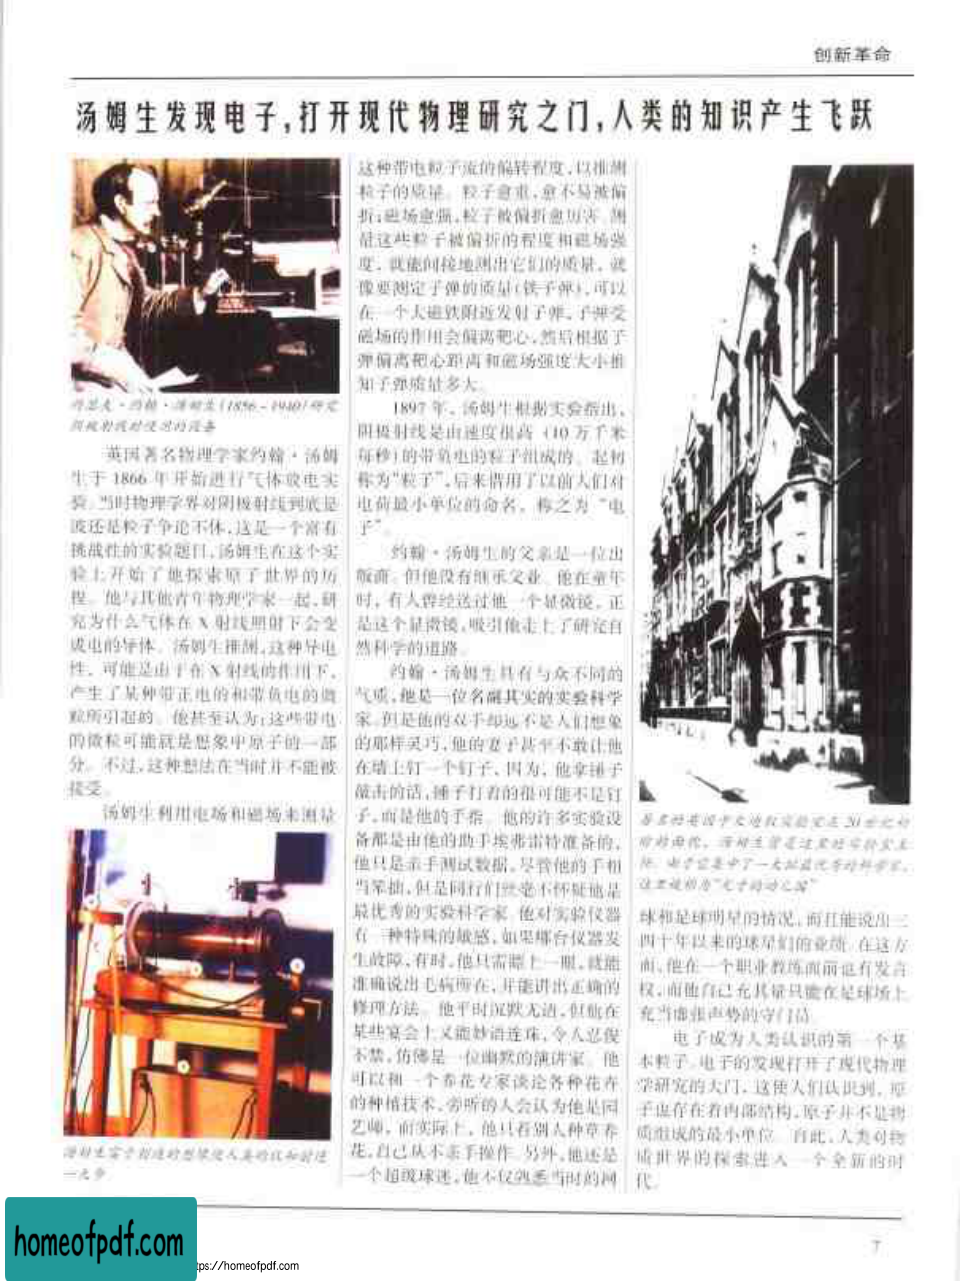 创新革命
汤姆生发现电子,打开现代物理研究之门,人类的知识产生飞跃
约瑟夫·约翰·汤姆生(1856-1940)研究
阴极射线时使用的设备
英国著名物理学家约翰·汤姆
生于 1866 年开始进行气体放电实
验。当时物理学界对阴极射线到底是
波还是粒子争论不休,这是一个富有
挑战性的实验题目,汤姆生在这个实
验上开始了他探索原子世界的历
程。他与其他青年物理学家一起,研
究为什么气体在 X 射线照射下会变
成电的导体。汤姆生推测,这种导电
性,可能是由于在 X 射线的作用下,
产生了某种带正电的和带负电的微
粒所引起的。他甚至认为:这些带电
的微粒可能就是想象中原子的一部
分。不过,这种想法在当时并不能被
接受。
汤姆生利用电场和磁场来测量
汤姆生富于创造的想象使人类的认知前进
一大步
这种带电粒子流的偏转程度,以推测
粒子的质量。粒子愈重,愈不易被偏
折;磁场愈强,粒子被偏折愈厉害。测
量这些粒子被偏折的程度和磁场强
度,就能间接地测出它们的质量,就
像要测定子弹的质量(铁子弹),可以
在一个大磁铁附近发射子弹,子弹受
磁场的作用会偏离靶心,然后根据子
弹偏离靶心距离和磁场强度大小推
知子弹质量多大。
1897 年,汤姆生根据实验指出,
阴极射线是由速度很高 (10 万千米
每秒)的带负电的粒子组成的。起初
称为“粒子”,后来借用了以前人们对
电荷最小单位的命名,称之为“电
子”。
约翰·汤姆生的父亲是一位出
版商。但他没有继承父业。他在童年
时,有人曾经送过他一个显微镜,正
是这个显微镜,吸引他走上了研究自
然科学的道路。
约翰·汤姆生具有与众不同的
气质,他是一位名副其实的实验科学
家。但是他的双手却远不是人们想象
的那样灵巧,他的妻子甚至不敢让他
在墙上钉一个钉子,因为,他拿锤子
敲击的话,锤子打着的很可能不是钉
子,而是他的手指。他的许多实验设
备都是由他的助手埃弗雷特准备的,
他只是亲手测试数据,尽管他的手相
当笨拙,但是同行们丝毫不怀疑他是
最优秀的实验科学家。他对实验仪器
有一种特殊的敏感,如果哪台仪器发
生故障,有时,他只需瞟上一眼,就能
准确说出毛病所在,并能讲出正确的
修理方法。他平时沉默无语,但他在
某些宴会上又能妙语连珠,令人忍俊
不禁,仿佛是一位幽默的演讲家。他
可以和一个养花专家谈论各种花卉
的种植技术,旁听的人会认为他是园
艺师,而实际上,他只看别人种草养
花,自己从不亲手操作。另外,他还是
一个超级球迷,他不仅熟悉当时的网
著名的英国卡文迪胶实验室在 20 世纪初
时的面貌,汤姆生曾是这里的实验室主
任。由于它集中了一大批最优秀的科学家,
这里被称为“天才的幼儿园”
球和足球明星的情况,而且能说出三
四十年以来的球星们的业绩。在这方
面,他在一个职业教练面前也有发言
权,而他自己充其量只能在足球场上
充当虚张声势的守门员。
电子成为人类认识的第一个基
本粒子。电子的发现打开了现代物理
学研究的大门,这使人们认识到,原
子也存在着内部结构,原子并不是物
质组成的最小单位。自此,人类对物
质世界的探索进入一个全新的时
代。
7
homeofpdf.com
ps://homeofpdf.com